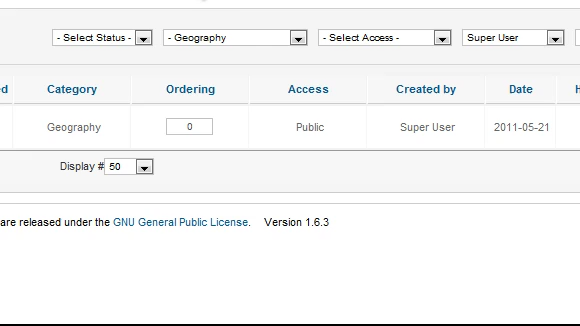 - Select Status - - Geography - Select Access - Super User
ed Category Ordering Access Created by Date H
Geography 0 Public Super User 2011-05-21
Display # 50
are released under the GNU General Public License. Version 1.6.3